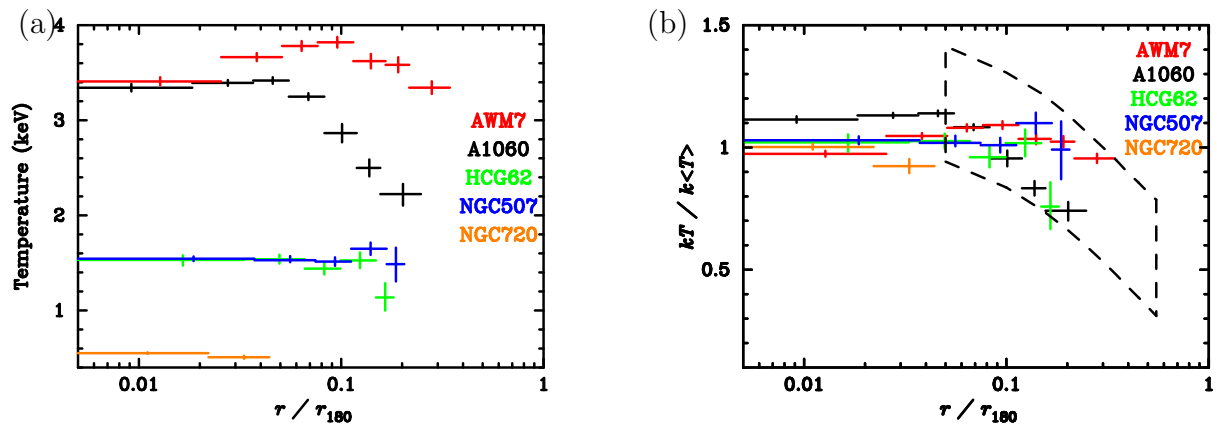 (a)
4
3
2
1
Temperature (keV)
AWM7
A1060
HCG62
NGC507
NGC720
0.01
0.1
1
r / r180
(b)
1.5
1
0.5
kT / k<T>
AWM7
A1060
HCG62
NGC507
NGC720
0.01
0.1
1
r / r180